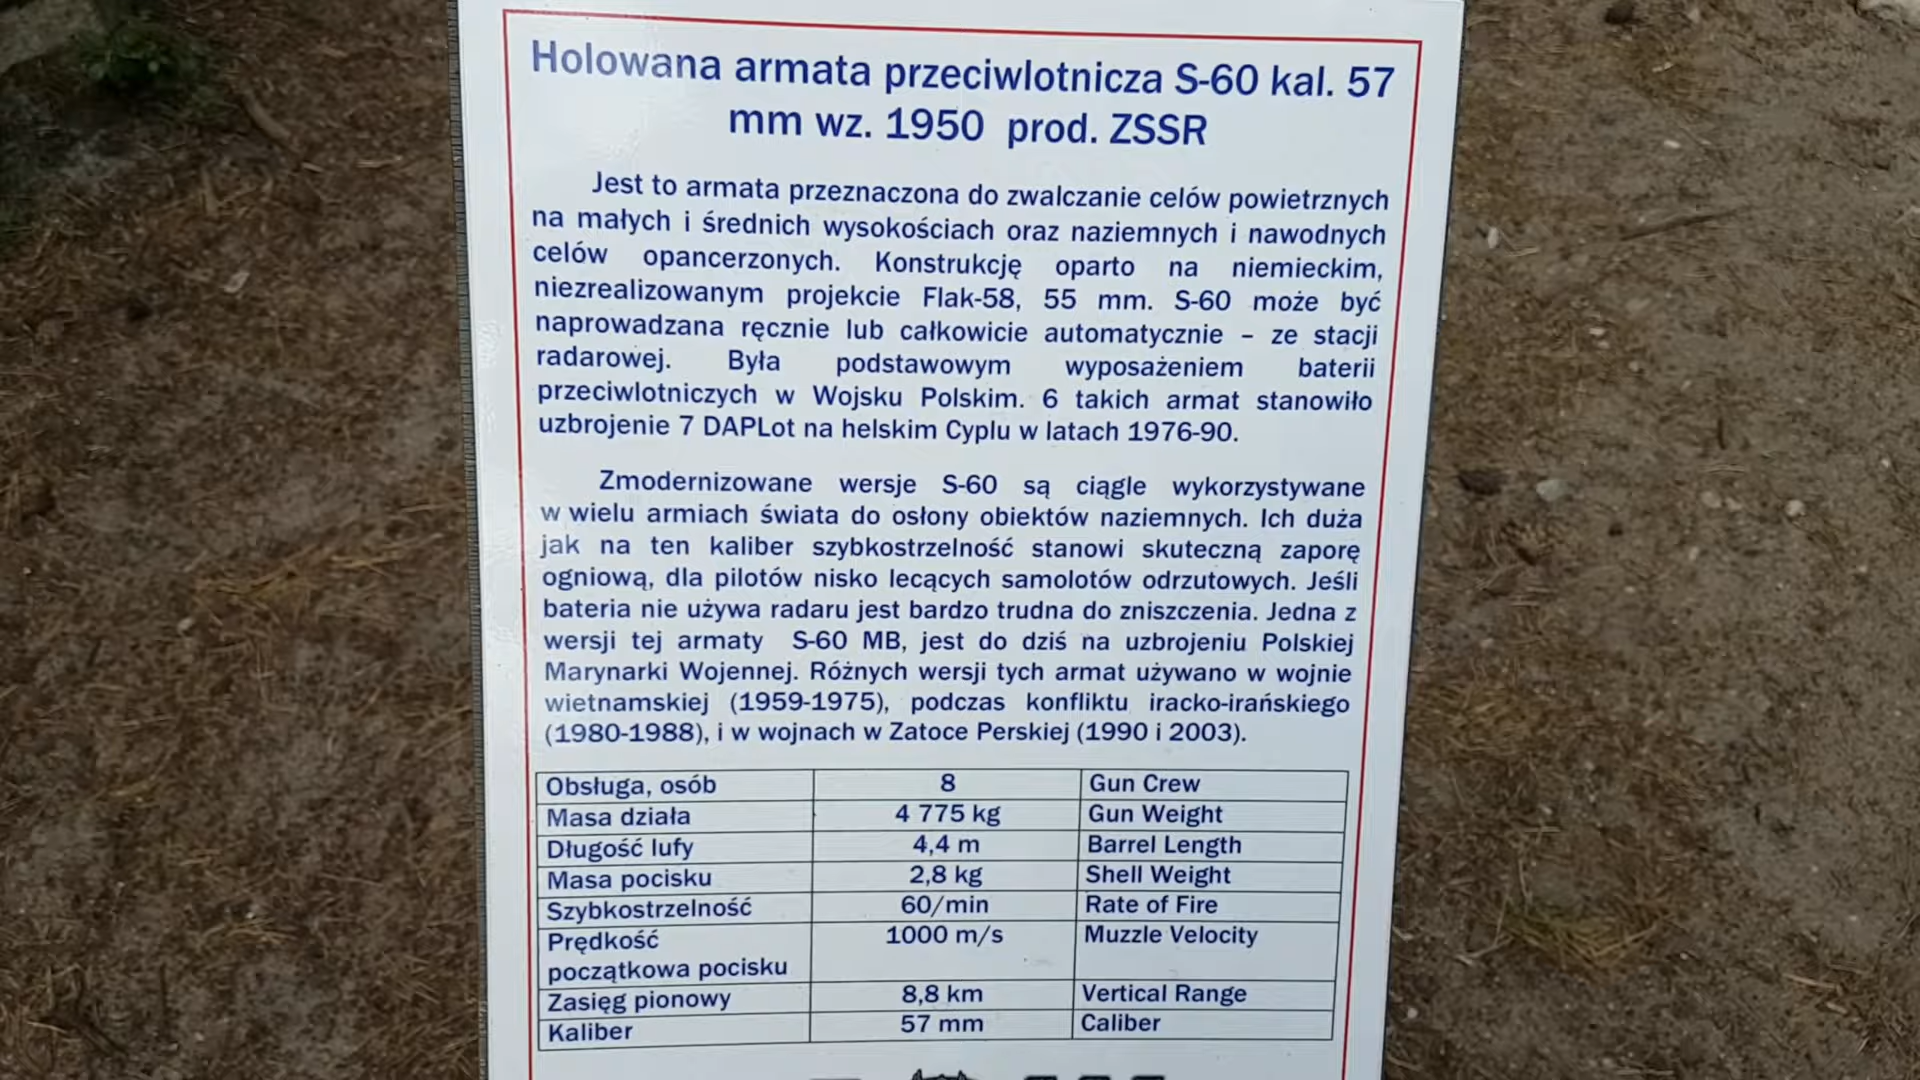 Holowana armata przeciwlotnicza S-60 kal. 57
mm wz. 1950 prod. ZSSR
Jest to armata przeznaczona do zwalczanie celów powietrznych
na małych i średnich wysokościach oraz naziemnych i nawodnych
celów opancerzonych. Konstrukcję oparto na niemieckim,
niezrealizowanym projekcie Flak-58, 55 mm. S-60 może być
naprowadzana ręcznie lub całkowicie automatycznie – ze stacji
radarowej. Była podstawowym wyposażeniem baterii
przeciwlotniczych w Wojsku Polskim. 6 takich armat stanowiło
uzbrojenie 7 DAPLot na helskim Cyplu w latach 1976-90.
Zmodernizowane wersje S-60 są ciągle wykorzystywane
w wielu armiach świata do osłony obiektów naziemnych. Ich duża
jak na ten kaliber szybkostrzelność stanowi skuteczną zaporę
ogniową, dla pilotów nisko lecących samolotów odrzutowych. Jeśli
bateria nie używa radaru jest bardzo trudna do zniszczenia. Jedna z
wersji tej armaty S-60 MB, jest do dziś na uzbrojeniu Polskiej
Marynarki Wojennej. Różnych wersji tych armat używano w wojnie
wietnamskiej (1959-1975), podczas konfliktu iracko-irańskiego
(1980-1988), i w wojnach w Zatoce Perskiej (1990 i 2003).
Obsługa, osób 8 Gun Crew
Masa działa 4 775 kg Gun Weight
Długość lufy 4,4 m Barrel Length
Masa pocisku 2,8 kg Shell Weight
Szybkostrzelność 60/min Rate of Fire
Prędkość 1000 m/s Muzzle Velocity
początkowa pocisku
Zasięg pionowy 8,8 km Vertical Range
Kaliber 57 mm Caliber